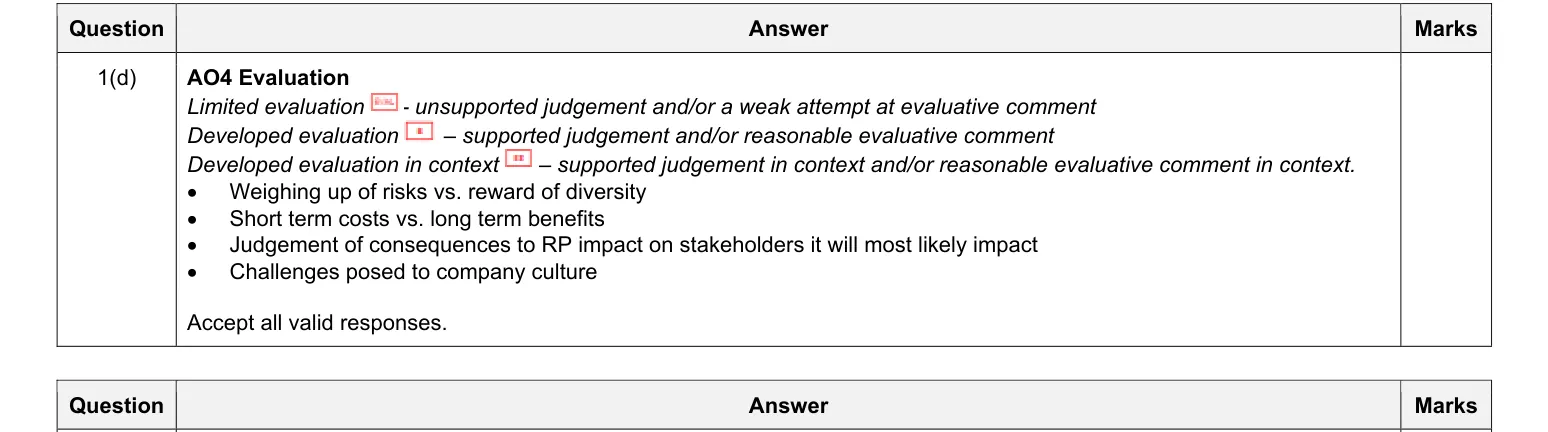 Question Answer Marks
1(d) AO4 Evaluation
Limited evaluation - unsupported judgement and/or a weak attempt at evaluative comment
Developed evaluation – supported judgement and/or reasonable evaluative comment
Developed evaluation in context – supported judgement in context and/or reasonable evaluative comment in context.
• Weighing up of risks vs. reward of diversity
• Short term costs vs. long term benefits
• Judgement of consequences to RP impact on stakeholders it will most likely impact
• Challenges posed to company culture
Accept all valid responses.
Question Answer Marks